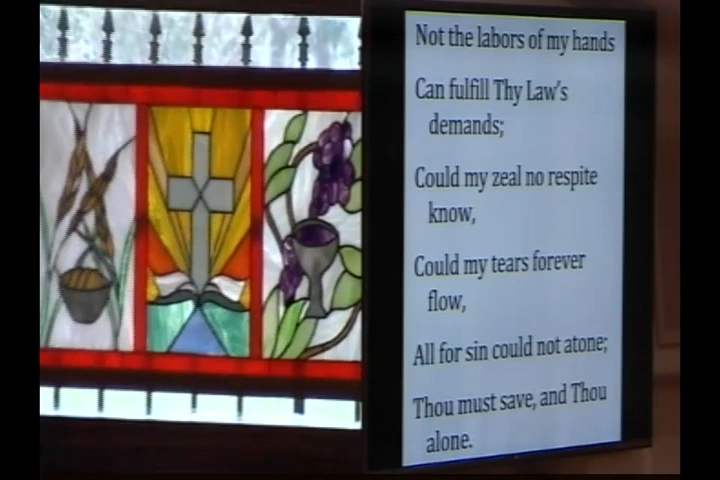 Not the labors of my hands
Can fulfill Thy Law's
demands;
Could my zeal no respite
know,
Could my tears forever
flow,
All for sin could not atone;
Thou must save, and Thou
alone.